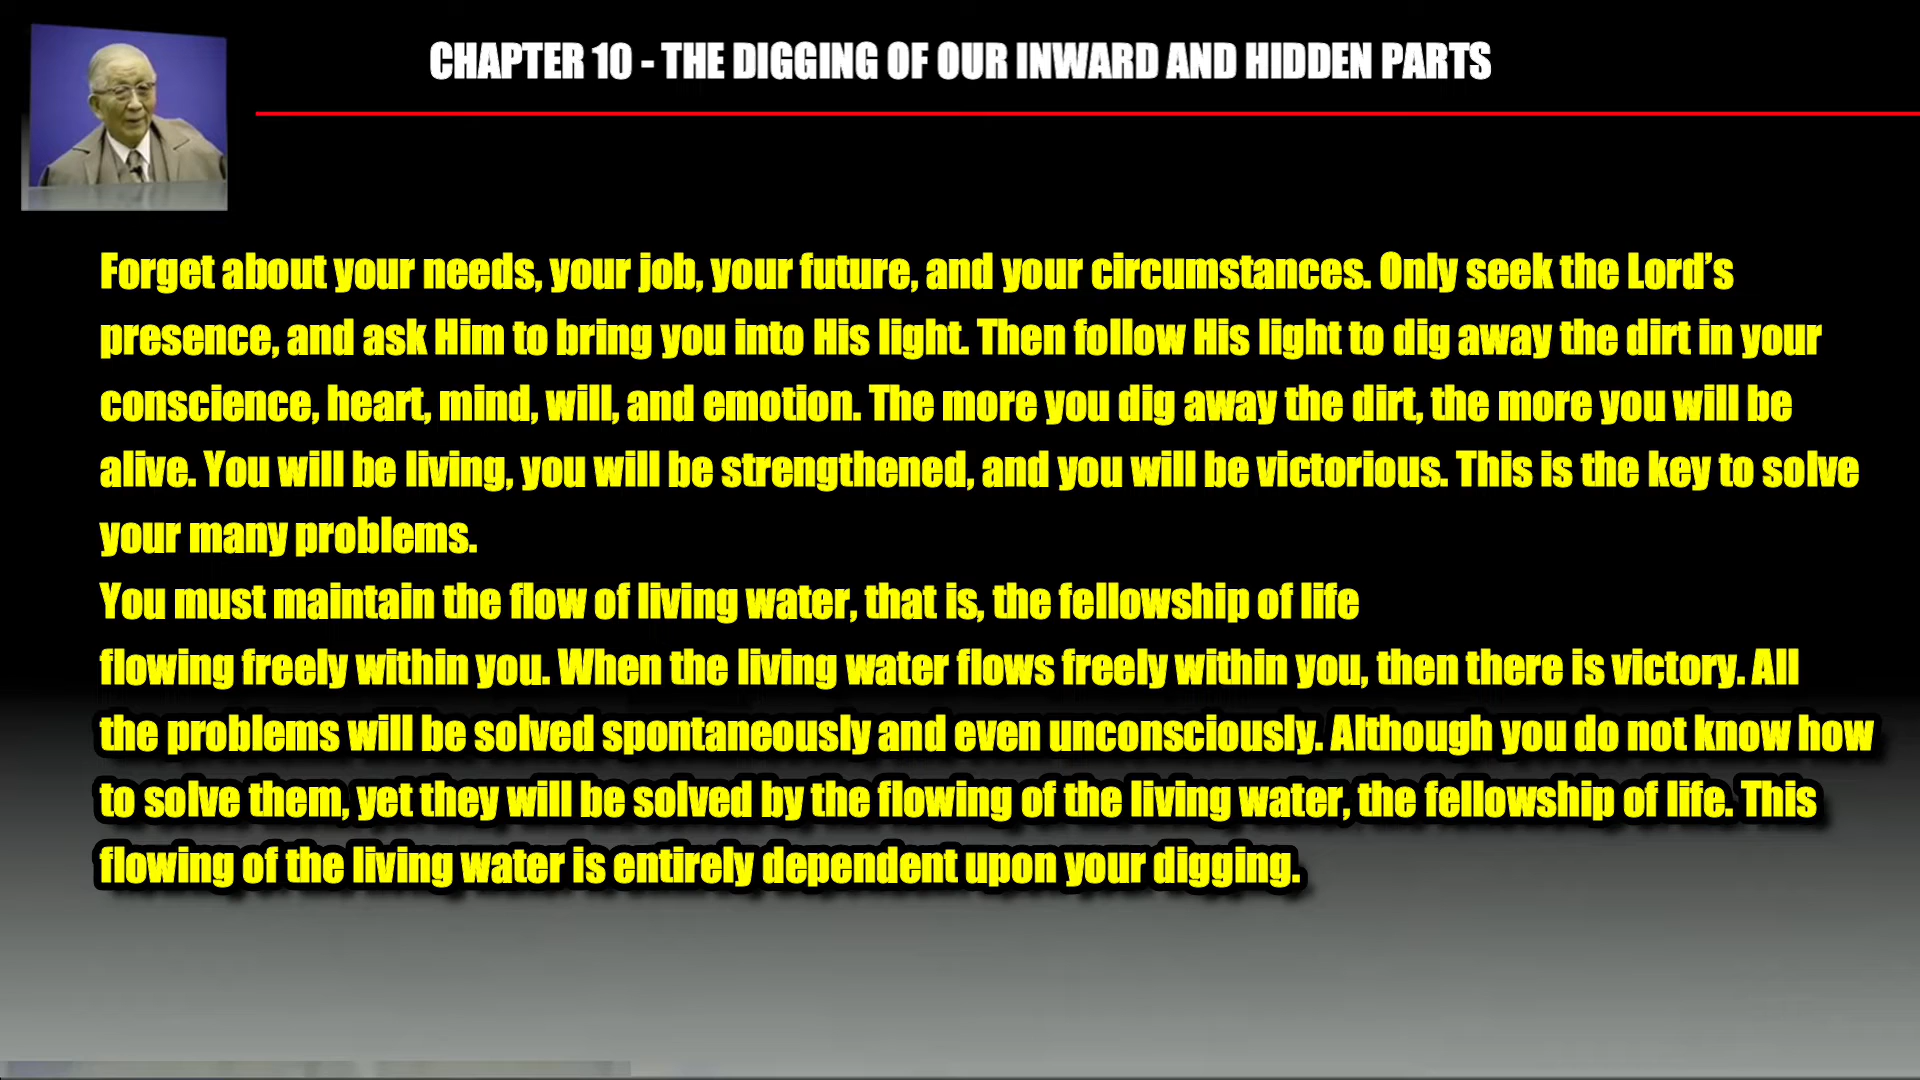 CHAPTER 10 - THE DIGGING OF OUR INWARD AND HIDDEN PARTS
Forget about your needs, your job, your future, and your circumstances. Only seek the Lord’s
presence, and ask Him to bring you into His light. Then follow His light to dig away the dirt in your
conscience, heart, mind, will, and emotion. The more you dig away the dirt, the more you will be
alive. You will be living, you will be strengthened, and you will be victorious. This is the key to solve
your many problems.
You must maintain the flow of living water, that is, the fellowship of life
flowing freely within you. When the living water flows freely within you, then there is victory. All
the problems will be solved spontaneously and even unconsciously. Although you do not know how
to solve them, yet they will be solved by the flowing of the living water, the fellowship of life. This
flowing of the living water is entirely dependent upon your digging.